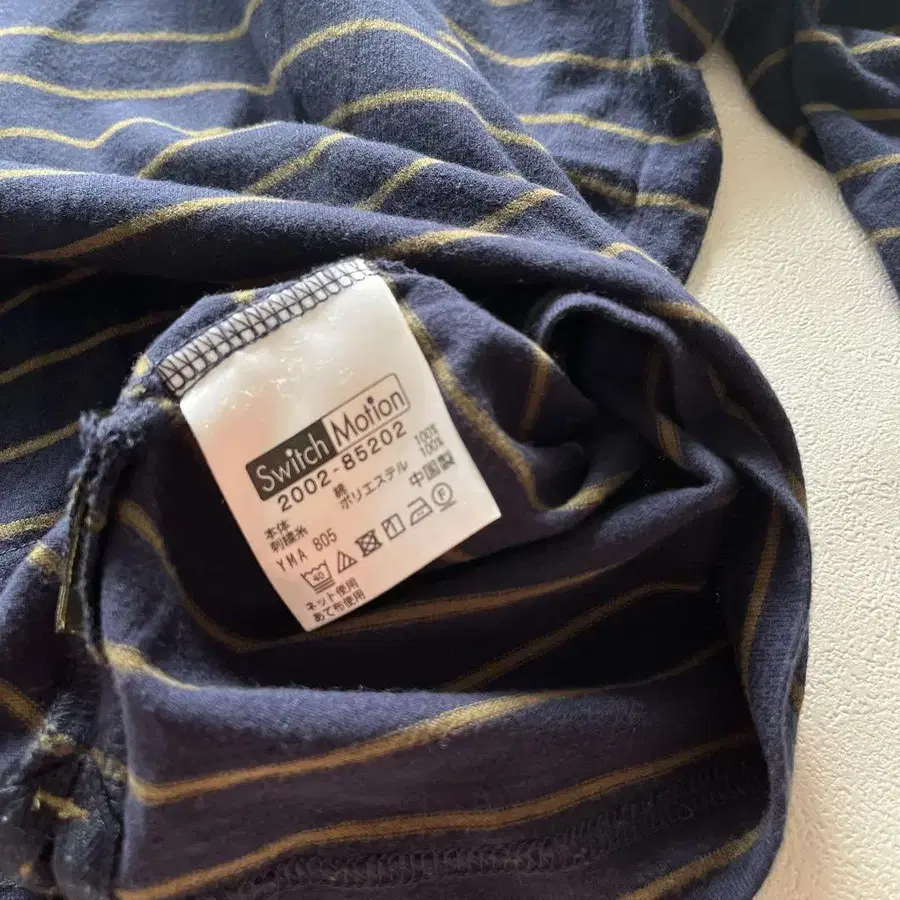 Switch Motion
2002-85202
本体 綿 100%
刺繍糸 ポリエステル 100%
YMA 805 中国製
40 F
ネット使用
あて布使用